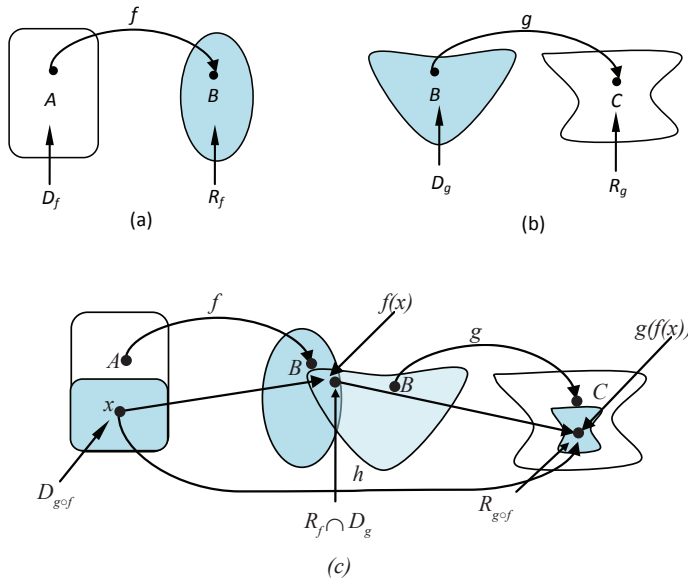 f
g
A
B
B
C
D_f
R_f
D_g
R_g
(a)
(b)
f
f(x)
g
g(f(x))
A
B
B
C
x
h
D_{g∘f}
R_f ∩ D_g
R_{g∘f}
(c)